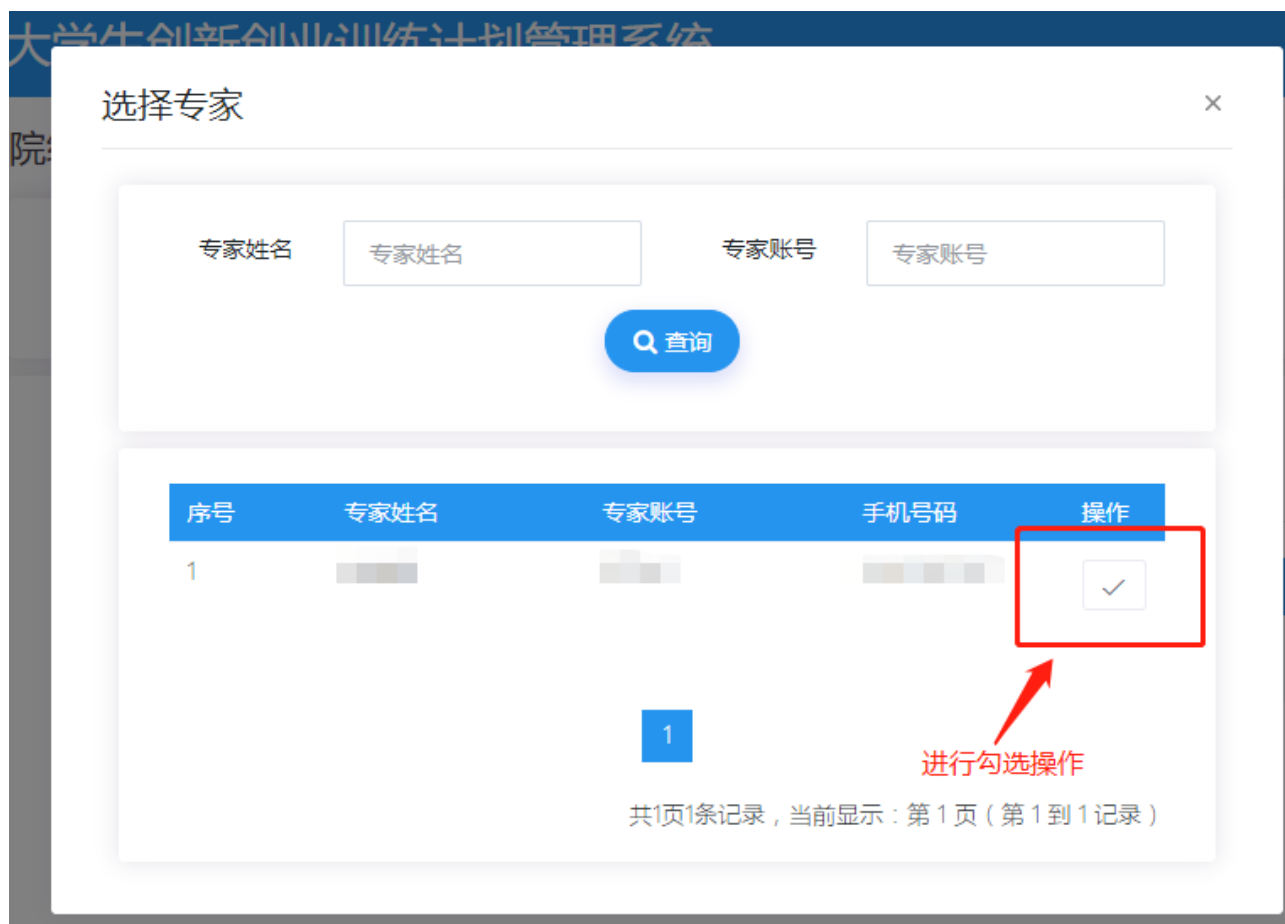 大学生创新创业训练计划管理系统
选择专家
×
院
专家姓名 专家姓名 专家账号 专家账号
查询
序号 专家姓名 专家账号 手机号码 操作
1
1
进行勾选操作
共1页1条记录，当前显示：第 1 页（第 1 到 1 记录）